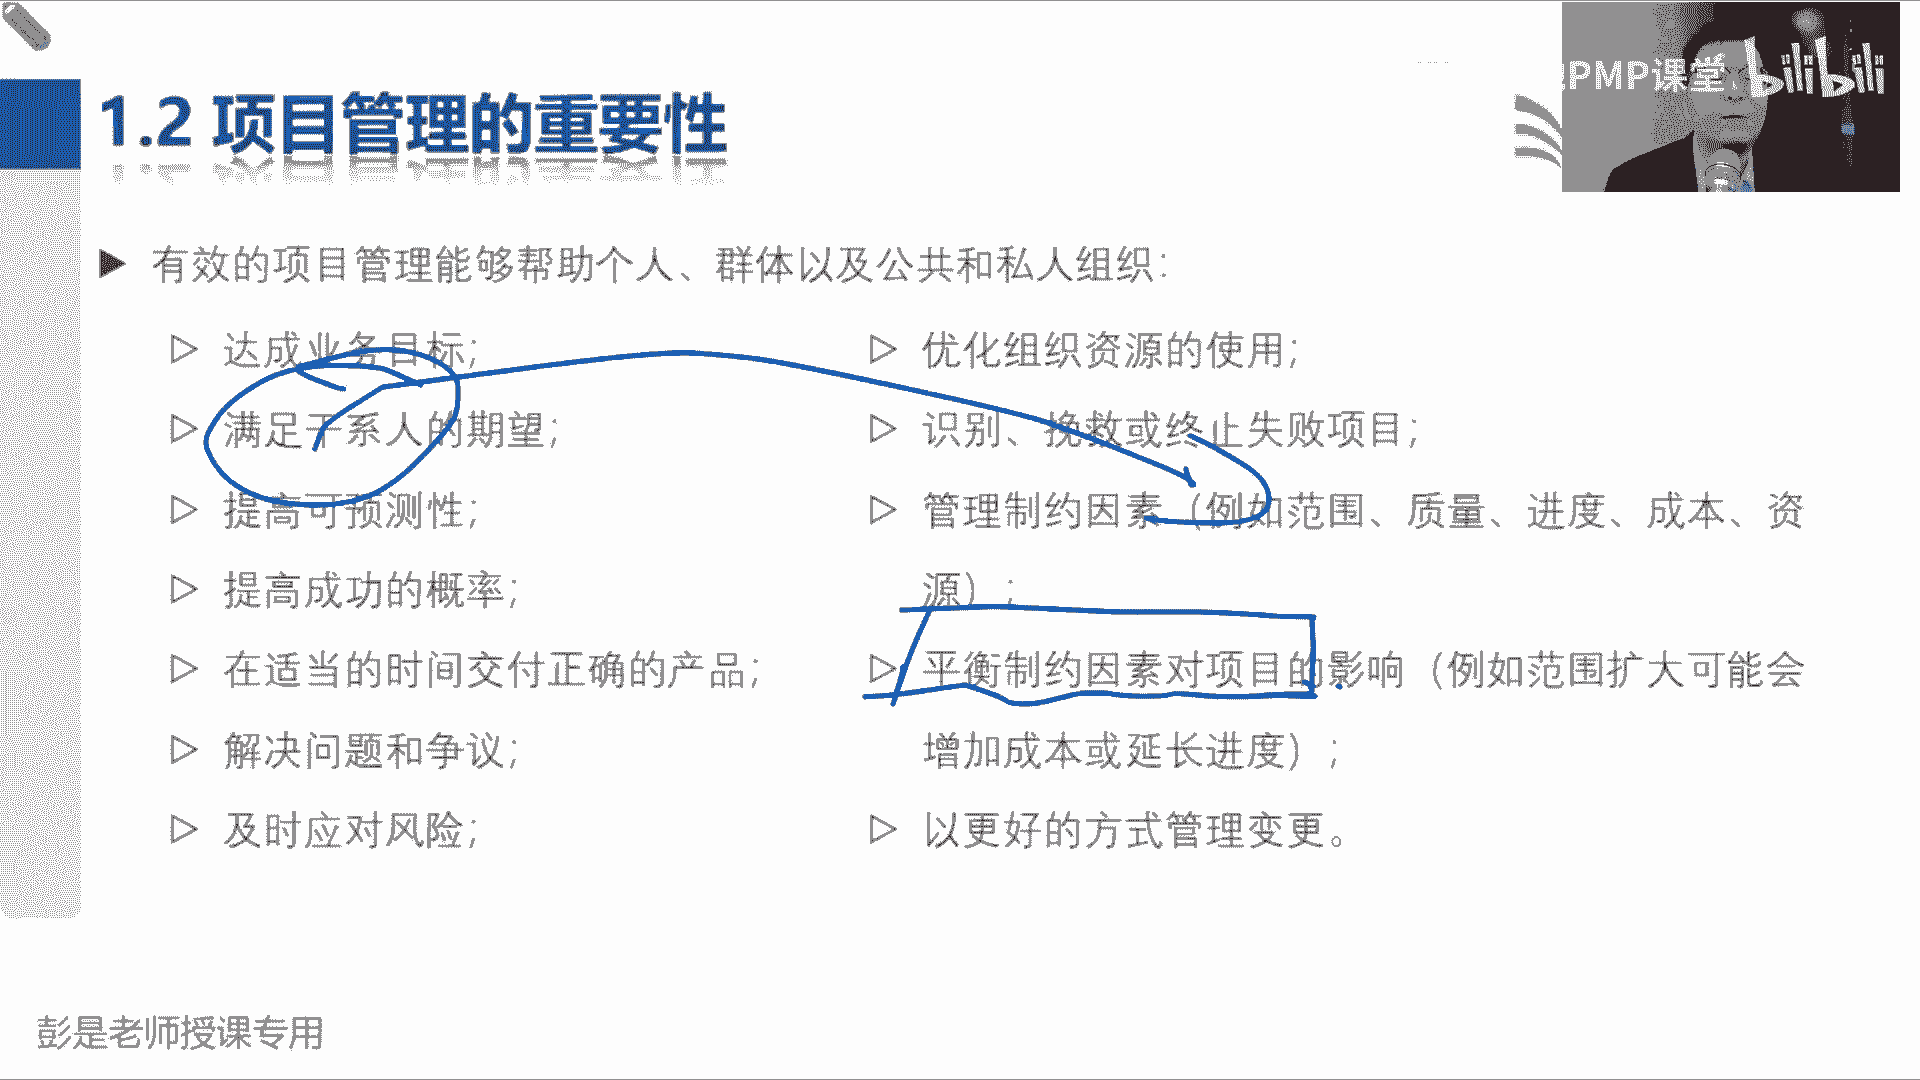 PMP课堂 bilibili
1.2 项目管理的重要性
有效的项目管理能够帮助个人、群体以及公共和私人组织：
达成业务目标；
满足干系人的期望；
提高可预测性；
提高成功的概率；
在适当的时间交付正确的产品；
解决问题和争议；
及时应对风险；
优化组织资源的使用；
识别、挽救或终止失败项目；
管理制约因素（例如范围、质量、进度、成本、资
源）；
平衡制约因素对项目的影响（例如范围扩大可能会
增加成本或延长进度）；
以更好的方式管理变更。
彭是老师授课专用